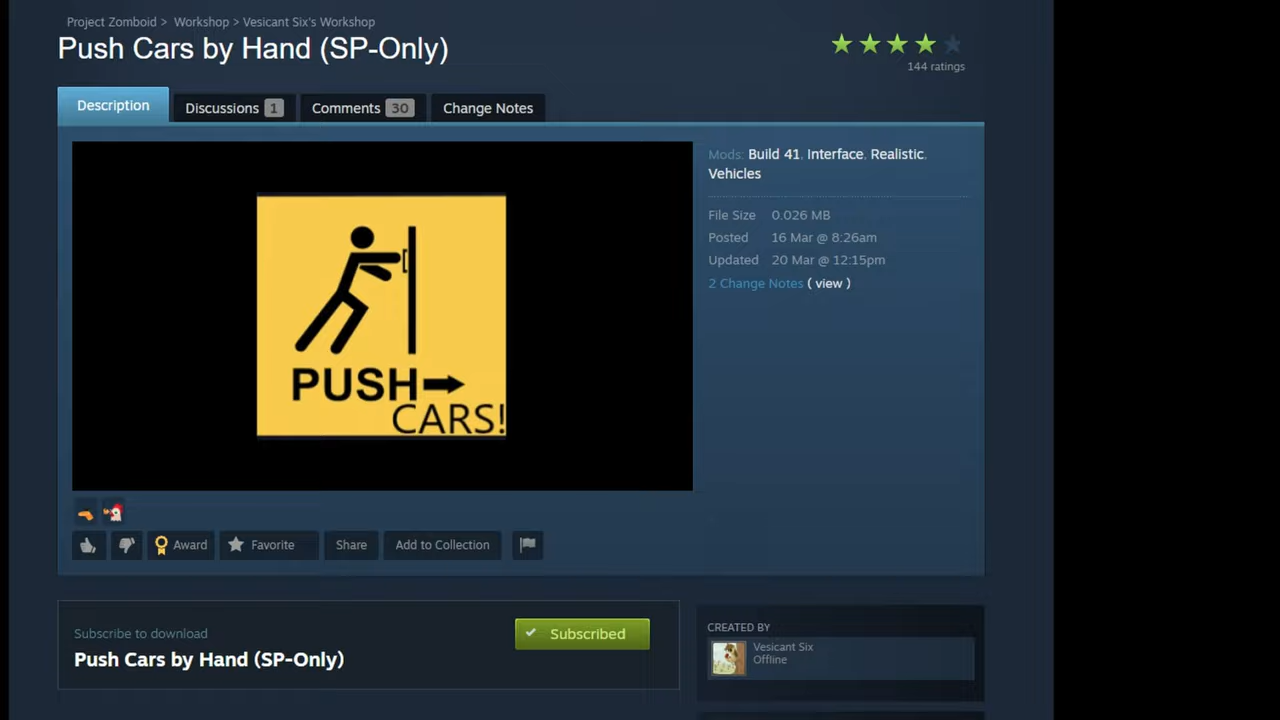 Project Zomboid > Workshop > Vesicant Six's Workshop
Push Cars by Hand (SP-Only)
144 ratings
Description
Discussions 1
Comments 30
Change Notes
Mods: Build 41, Interface, Realistic,
Vehicles
File Size 0.026 MB
Posted 16 Mar @ 8:26am
Updated 20 Mar @ 12:15pm
2 Change Notes ( view )
PUSH
CARS!
Award
Favorite
Share
Add to Collection
Subscribe to download
Push Cars by Hand (SP-Only)
Subscribed
CREATED BY
Vesicant Six
Offline